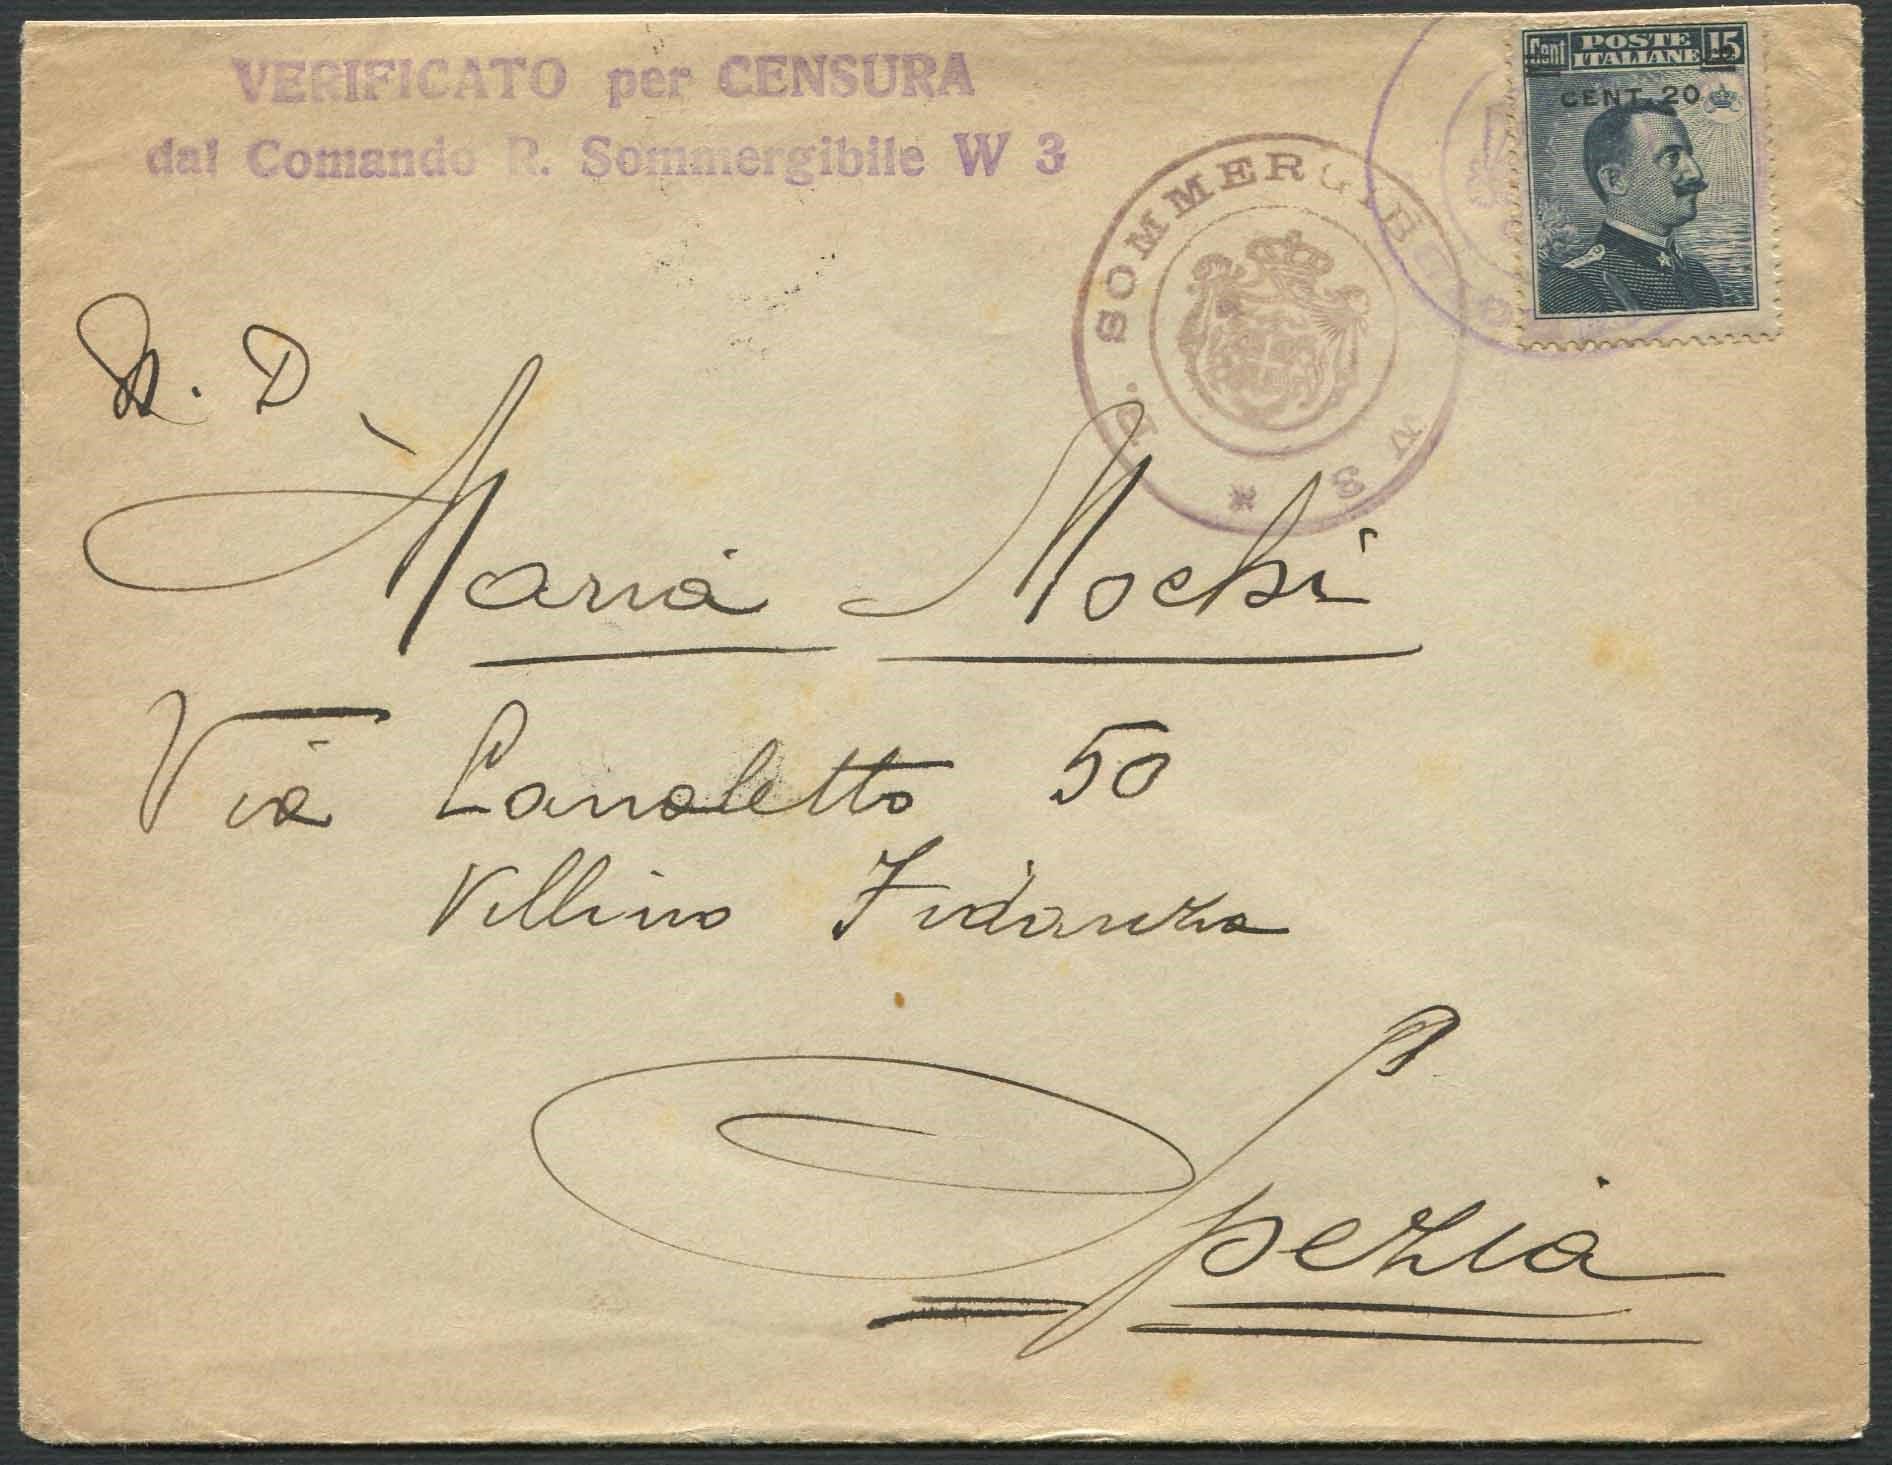 VERIFICATO per CENSURA
dal Comando R. Sommergibile W 3
Cent POSTE ITALIANE 15
CENT. 20
R. SOMMERGIBILE W 3 *
D
Maria Mochi
Via Canaletto 50
Villino Fidanza
Spezia